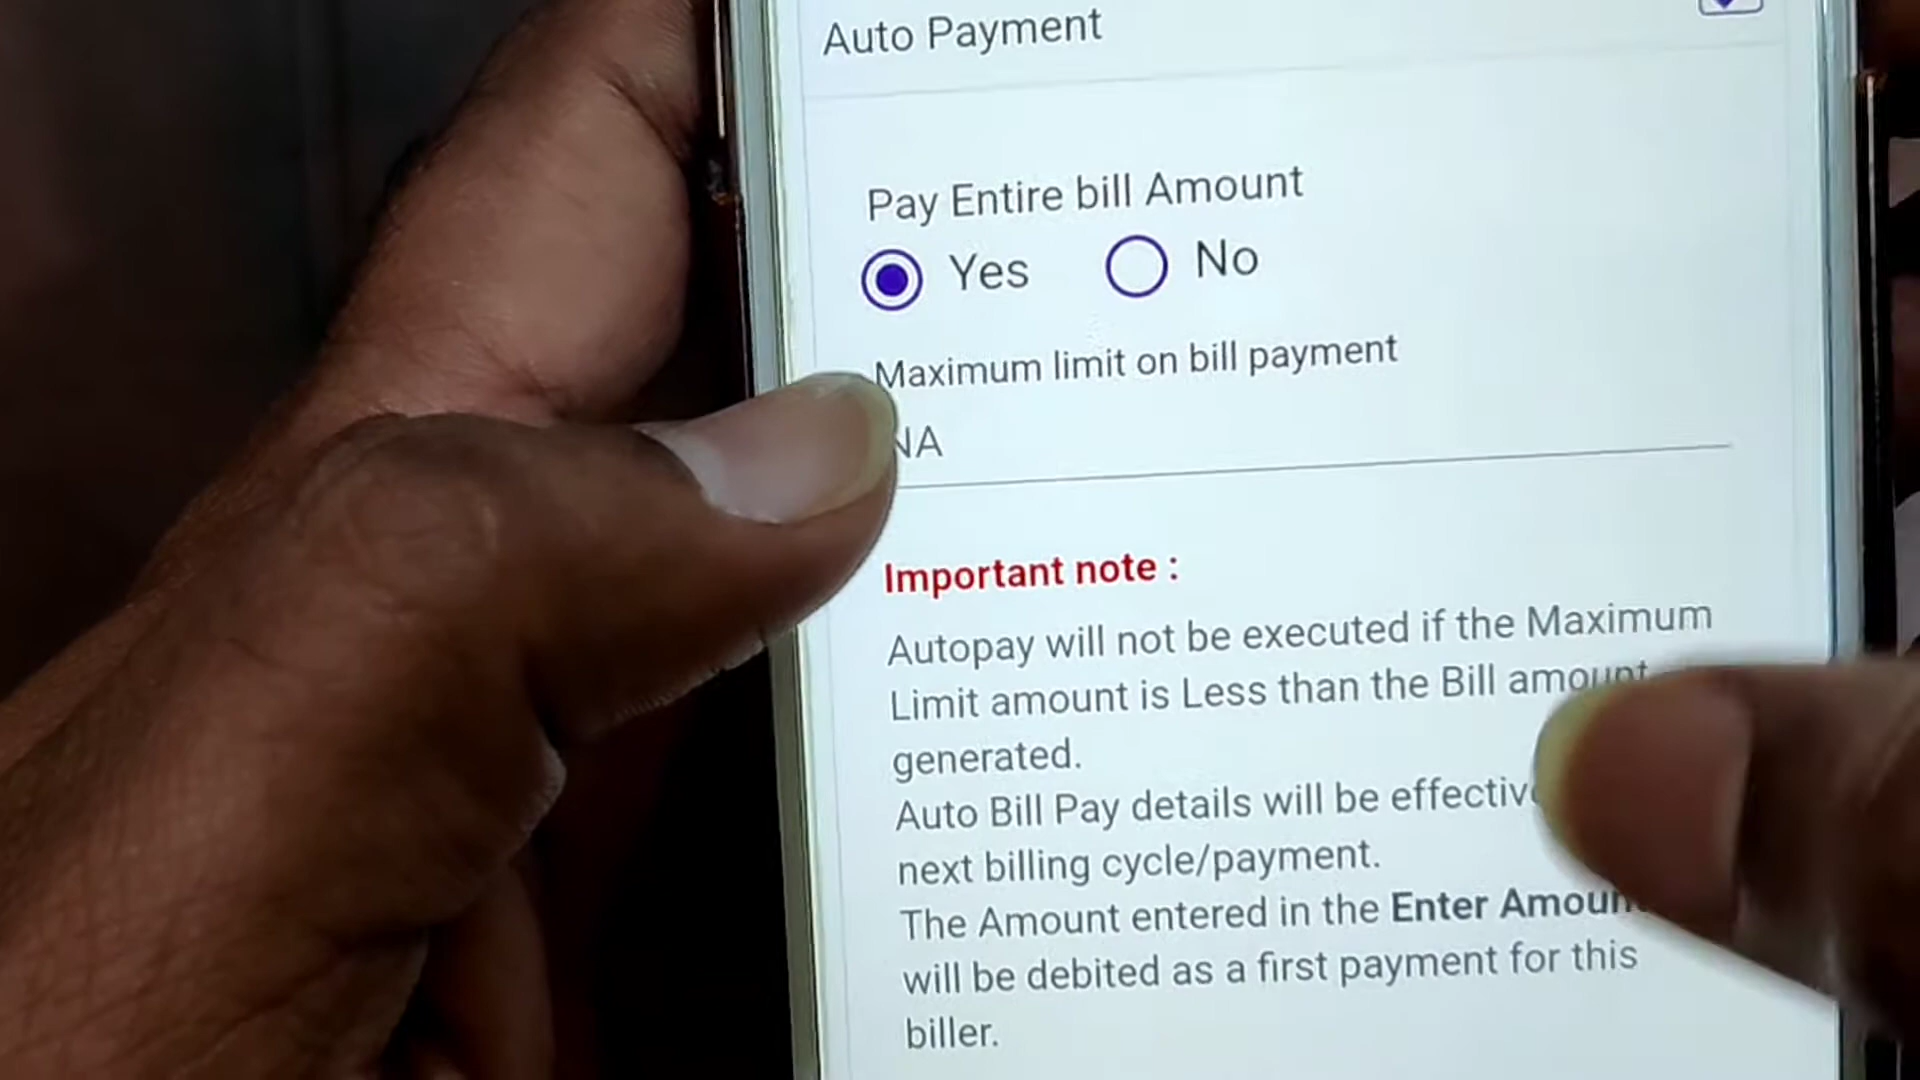 Auto Payment
Pay Entire bill Amount
Yes No
Maximum limit on bill payment
NA
Important note :
Autopay will not be executed if the Maximum
Limit amount is Less than the Bill amount
generated.
Auto Bill Pay details will be effective
next billing cycle/payment.
The Amount entered in the Enter Amount
will be debited as a first payment for this
biller.